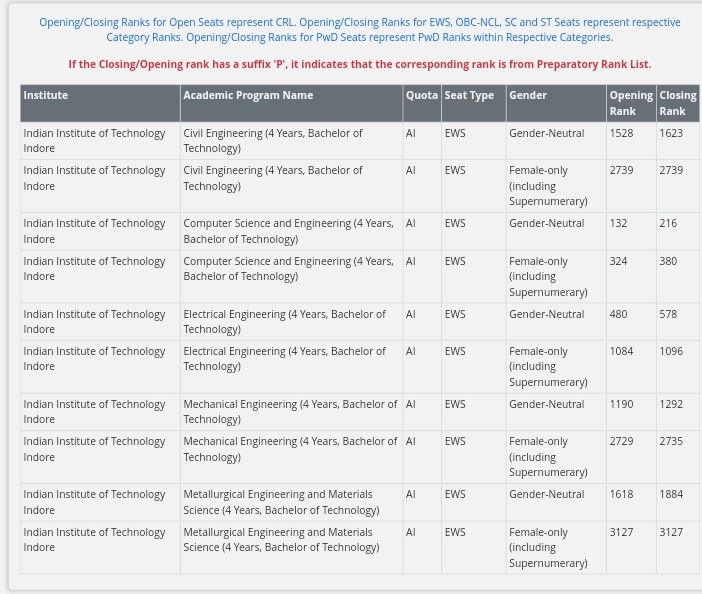 Opening/Closing Ranks for Open Seats represent CRL. Opening/Closing Ranks for EWS, OBC-NCL, SC and ST Seats represent respective
Category Ranks. Opening/Closing Ranks for PwD Seats represent PwD Ranks within Respective Categories.
If the Closing/Opening rank has a suffix 'P', it indicates that the corresponding rank is from Preparatory Rank List.
Institute Academic Program Name Quota Seat Type Gender Opening Closing
Rank Rank
Indian Institute of Technology Civil Engineering (4 Years, Bachelor of AI EWS Gender-Neutral 1528 1623
Indore Technology)
Indian Institute of Technology Civil Engineering (4 Years, Bachelor of AI EWS Female-only 2739 2739
Indore Technology) (including
Supernumerary)
Indian Institute of Technology Computer Science and Engineering (4 Years, AI EWS Gender-Neutral 132 216
Indore Bachelor of Technology)
Indian Institute of Technology Computer Science and Engineering (4 Years, AI EWS Female-only 324 380
Indore Bachelor of Technology) (including
Supernumerary)
Indian Institute of Technology Electrical Engineering (4 Years, Bachelor of AI EWS Gender-Neutral 480 578
Indore Technology)
Indian Institute of Technology Electrical Engineering (4 Years, Bachelor of AI EWS Female-only 1084 1096
Indore Technology) (including
Supernumerary)
Indian Institute of Technology Mechanical Engineering (4 Years, Bachelor of AI EWS Gender-Neutral 1190 1292
Indore Technology)
Indian Institute of Technology Mechanical Engineering (4 Years, Bachelor of AI EWS Female-only 2729 2735
Indore Technology) (including
Supernumerary)
Indian Institute of Technology Metallurgical Engineering and Materials AI EWS Gender-Neutral 1618 1884
Indore Science (4 Years, Bachelor of Technology)
Indian Institute of Technology Metallurgical Engineering and Materials AI EWS Female-only 3127 3127
Indore Science (4 Years, Bachelor of Technology) (including
Supernumerary)